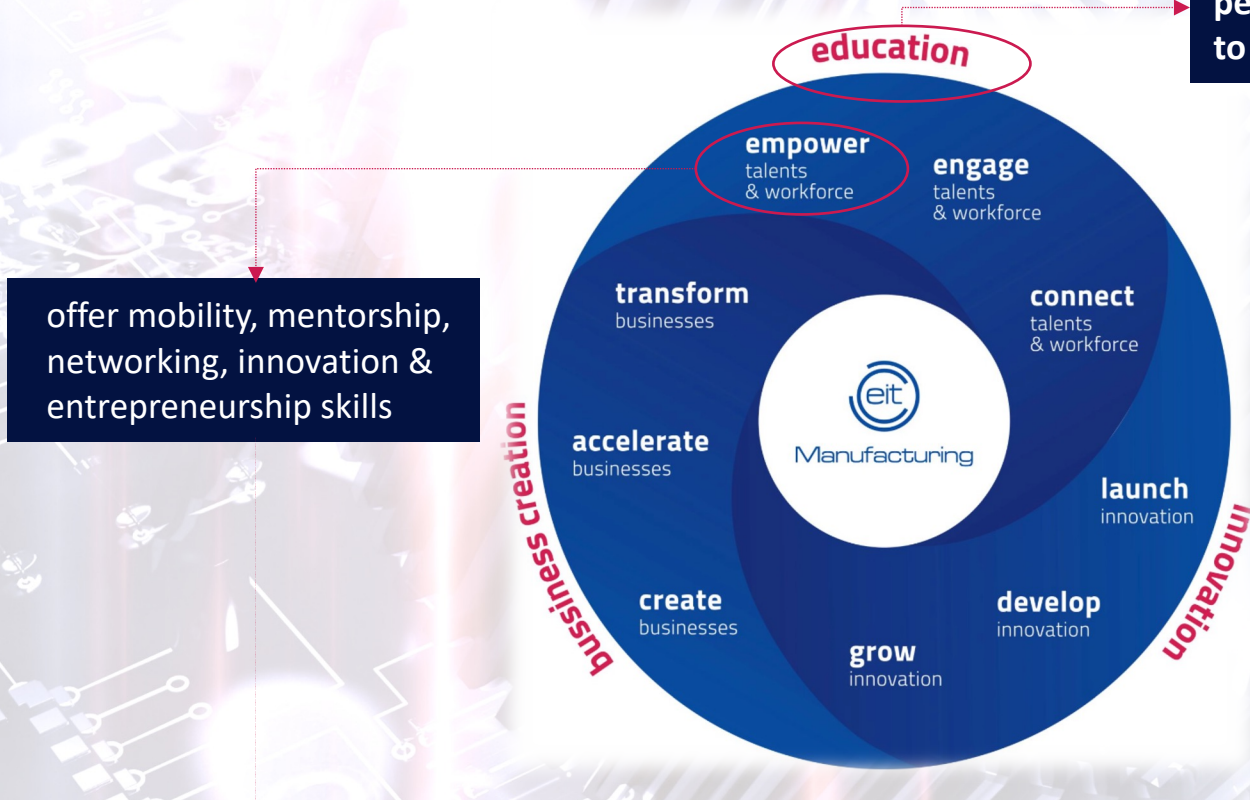 to
education
empower
talents
& workforce
engage
talents
& workforce
offer mobility, mentorship,
networking, innovation &
entrepreneurship skills
transform
businesses
connect
talents
& workforce
eit
Manufacturing
accelerate
businesses
bussiness creation
launch
innovation
innovation
create
businesses
develop
innovation
grow
innovation